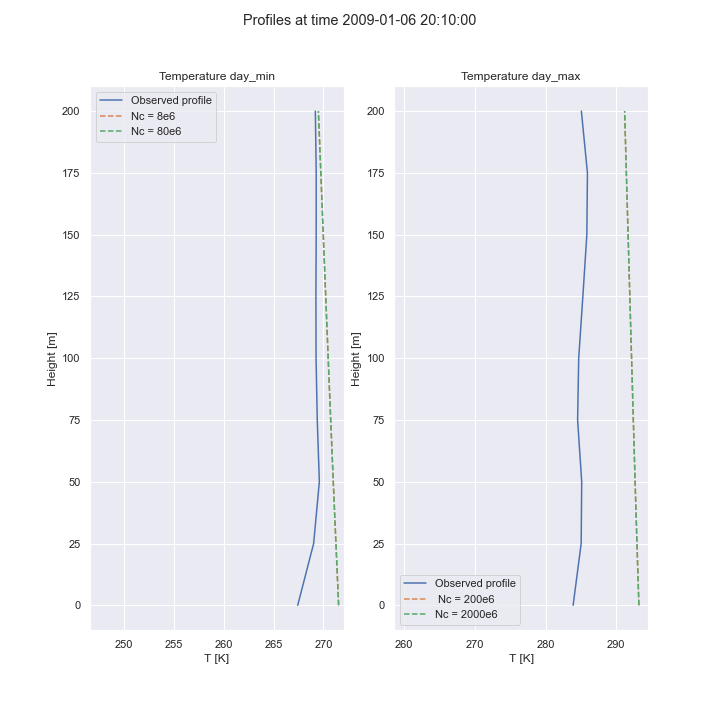 Profiles at time 2009-01-06 20:10:00
Temperature day_min
Observed profile
Nc = 8e6
Nc = 80e6
200
175
150
125
100
75
50
25
0
Height [m]
250
255
260
265
270
T [K]
Temperature day_max
200
175
150
125
100
75
50
25
0
Height [m]
Observed profile
Nc = 200e6
Nc = 2000e6
260
270
280
290
T [K]